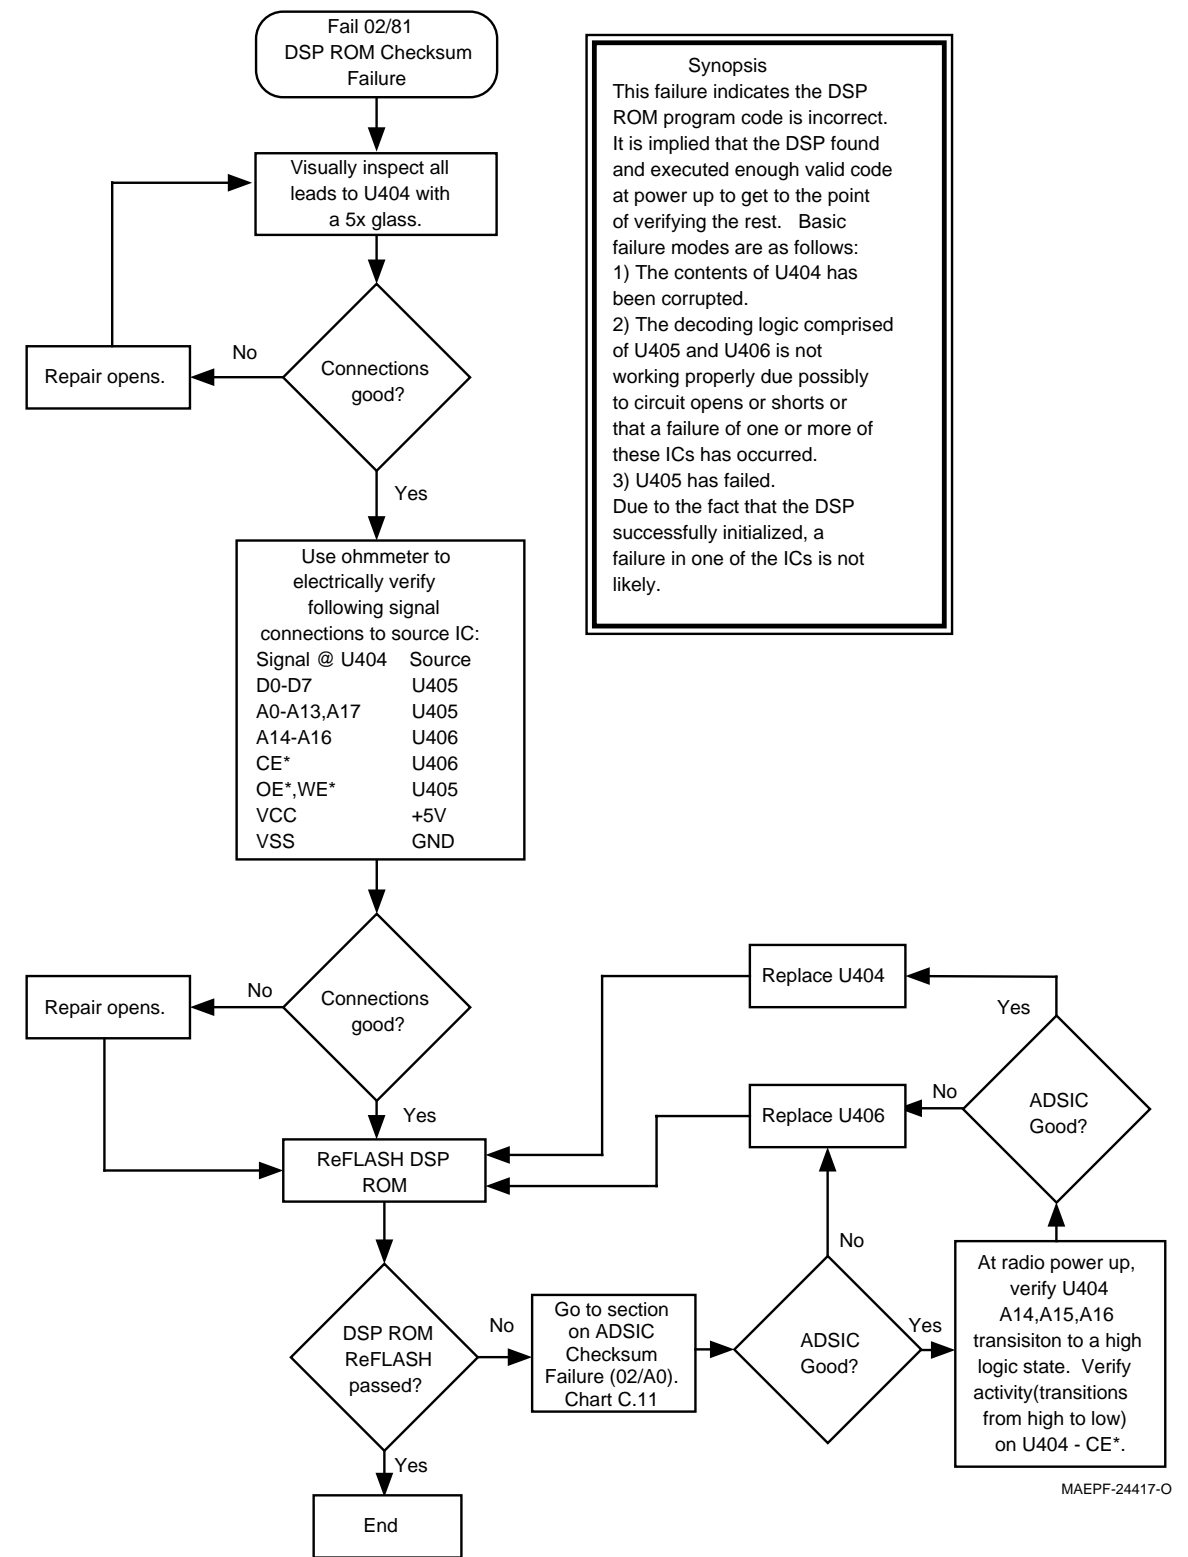 Fail 02/81
DSP ROM Checksum
Failure
Synopsis
This failure indicates the DSP
ROM program code is incorrect.
It is implied that the DSP found
and executed enough valid code
at power up to get to the point
of verifying the rest.   Basic
failure modes are as follows:
1) The contents of U404 has
been corrupted.
2) The decoding logic comprised
of U405 and U406 is not
working properly due possibly
to circuit opens or shorts or
that a failure of one or more of
these ICs has occurred.
3) U405 has failed.
Due to the fact that the DSP
successfully initialized, a
failure in one of the ICs is not
likely.
Visually inspect all
leads to U404 with
a 5x glass.
No
Repair opens.
Connections
good?
Yes
Use ohmmeter to
electrically verify
following signal
connections to source IC:
Signal @ U404    Source
D0-D7    U405
A0-A13,A17    U405
A14-A16    U406
CE*    U406
OE*,WE*    U405
VCC    +5V
VSS    GND
No
Repair opens.
Connections
good?
Yes
Replace U404
Yes
Replace U406
No
ADSIC
Good?
ReFLASH DSP
ROM
No
DSP ROM
ReFLASH
passed?
No
Go to section
on ADSIC
Checksum
Failure (02/A0).
Chart C.11
ADSIC
Good?
Yes
At radio power up,
verify U404
A14,A15,A16
transisiton to a high
logic state.  Verify
activity(transitions
from high to low)
on U404 - CE*.
Yes
End
MAEPF-24417-O